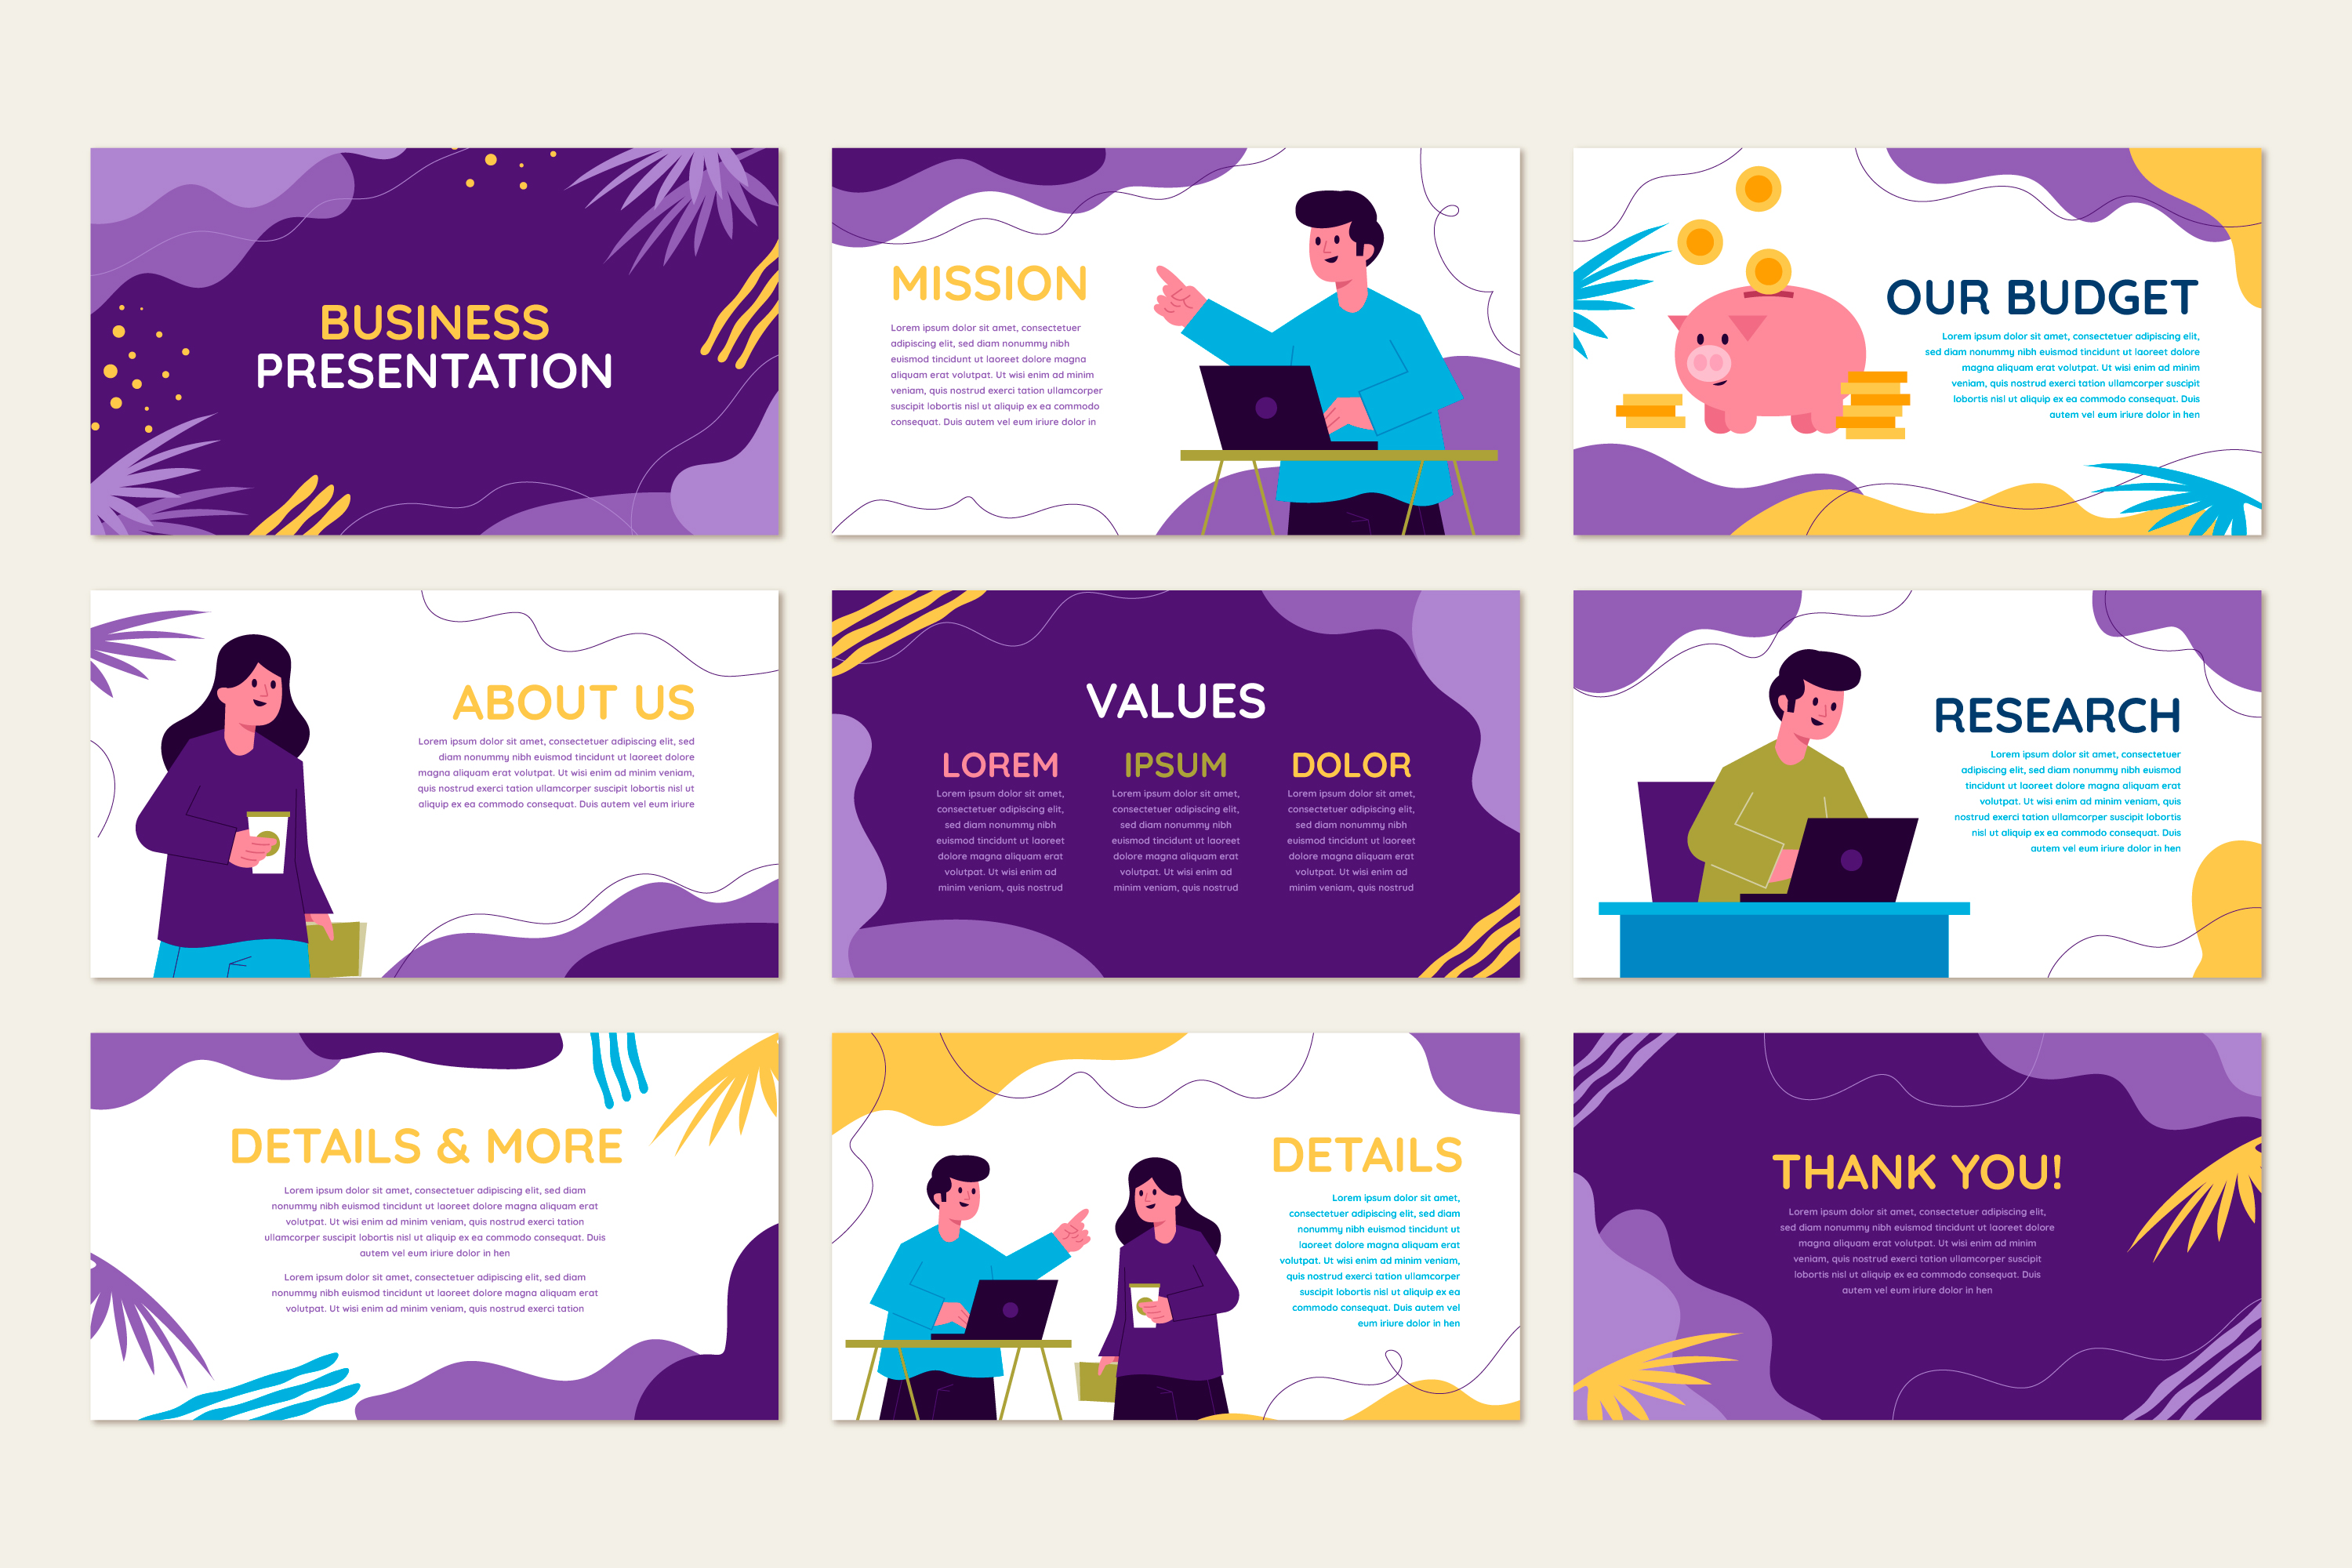 BUSINESS
PRESENTATION
MISSION
Lorem ipsum dolor sit amet, consectetuer
adipiscing elit, sed diam nonummy nibh
euismod tincidunt ut laoreet dolore magna
aliquam erat volutpat. Ut wisi enim ad minim
veniam, quis nostrud exerci tation ullamcorper
suscipit lobortis nisl ut aliquip ex ea commodo
consequat. Duis autem vel eum iriure dolor in
OUR BUDGET
Lorem ipsum dolor sit amet, consectetuer adipiscing elit,
sed diam nonummy nibh euismod tincidunt ut laoreet dolore
magna aliquam erat volutpat. Ut wisi enim ad minim
veniam, quis nostrud exerci tation ullamcorper suscipit
lobortis nisl ut aliquip ex ea commodo consequat. Duis
autem vel eum iriure dolor in hen
ABOUT US
Lorem ipsum dolor sit amet, consectetuer adipiscing elit, sed
diam nonummy nibh euismod tincidunt ut laoreet dolore
magna aliquam erat volutpat. Ut wisi enim ad minim veniam,
quis nostrud exerci tation ullamcorper suscipit lobortis nisl ut
aliquip ex ea commodo consequat. Duis autem vel eum iriure
VALUES
LOREM
Lorem ipsum dolor sit amet,
consectetuer adipiscing elit,
sed diam nonummy nibh
euismod tincidunt ut laoreet
dolore magna aliquam erat
volutpat. Ut wisi enim ad
minim veniam, quis nostrud
IPSUM
Lorem ipsum dolor sit amet,
consectetuer adipiscing elit,
sed diam nonummy nibh
euismod tincidunt ut laoreet
dolore magna aliquam erat
volutpat. Ut wisi enim ad
minim veniam, quis nostrud
DOLOR
Lorem ipsum dolor sit amet,
consectetuer adipiscing elit,
sed diam nonummy nibh
euismod tincidunt ut laoreet
dolore magna aliquam erat
volutpat. Ut wisi enim ad
minim veniam, quis nostrud
RESEARCH
Lorem ipsum dolor sit amet, consectetuer
adipiscing elit, sed diam nonummy nibh euismod
tincidunt ut laoreet dolore magna aliquam erat
volutpat. Ut wisi enim ad minim veniam, quis
nostrud exerci tation ullamcorper suscipit lobortis
nisl ut aliquip ex ea commodo consequat. Duis
autem vel eum iriure dolor in hen
DETAILS & MORE
Lorem ipsum dolor sit amet, consectetuer adipiscing elit, sed diam
nonummy nibh euismod tincidunt ut laoreet dolore magna aliquam erat
volutpat. Ut wisi enim ad minim veniam, quis nostrud exerci tation
ullamcorper suscipit lobortis nisl ut aliquip ex ea commodo consequat. Duis
autem vel eum iriure dolor in hen
Lorem ipsum dolor sit amet, consectetuer adipiscing elit, sed diam
nonummy nibh euismod tincidunt ut laoreet dolore magna aliquam erat
volutpat. Ut wisi enim ad minim veniam, quis nostrud exerci tation
DETAILS
Lorem ipsum dolor sit amet,
consectetuer adipiscing elit, sed diam
nonummy nibh euismod tincidunt ut
laoreet dolore magna aliquam erat
volutpat. Ut wisi enim ad minim veniam,
quis nostrud exerci tation ullamcorper
suscipit lobortis nisl ut aliquip ex ea
commodo consequat. Duis autem vel
eum iriure dolor in hen
THANK YOU!
Lorem ipsum dolor sit amet, consectetuer adipiscing elit,
sed diam nonummy nibh euismod tincidunt ut laoreet dolore
magna aliquam erat volutpat. Ut wisi enim ad minim
veniam, quis nostrud exerci tation ullamcorper suscipit
lobortis nisl ut aliquip ex ea commodo consequat. Duis
autem vel eum iriure dolor in hen